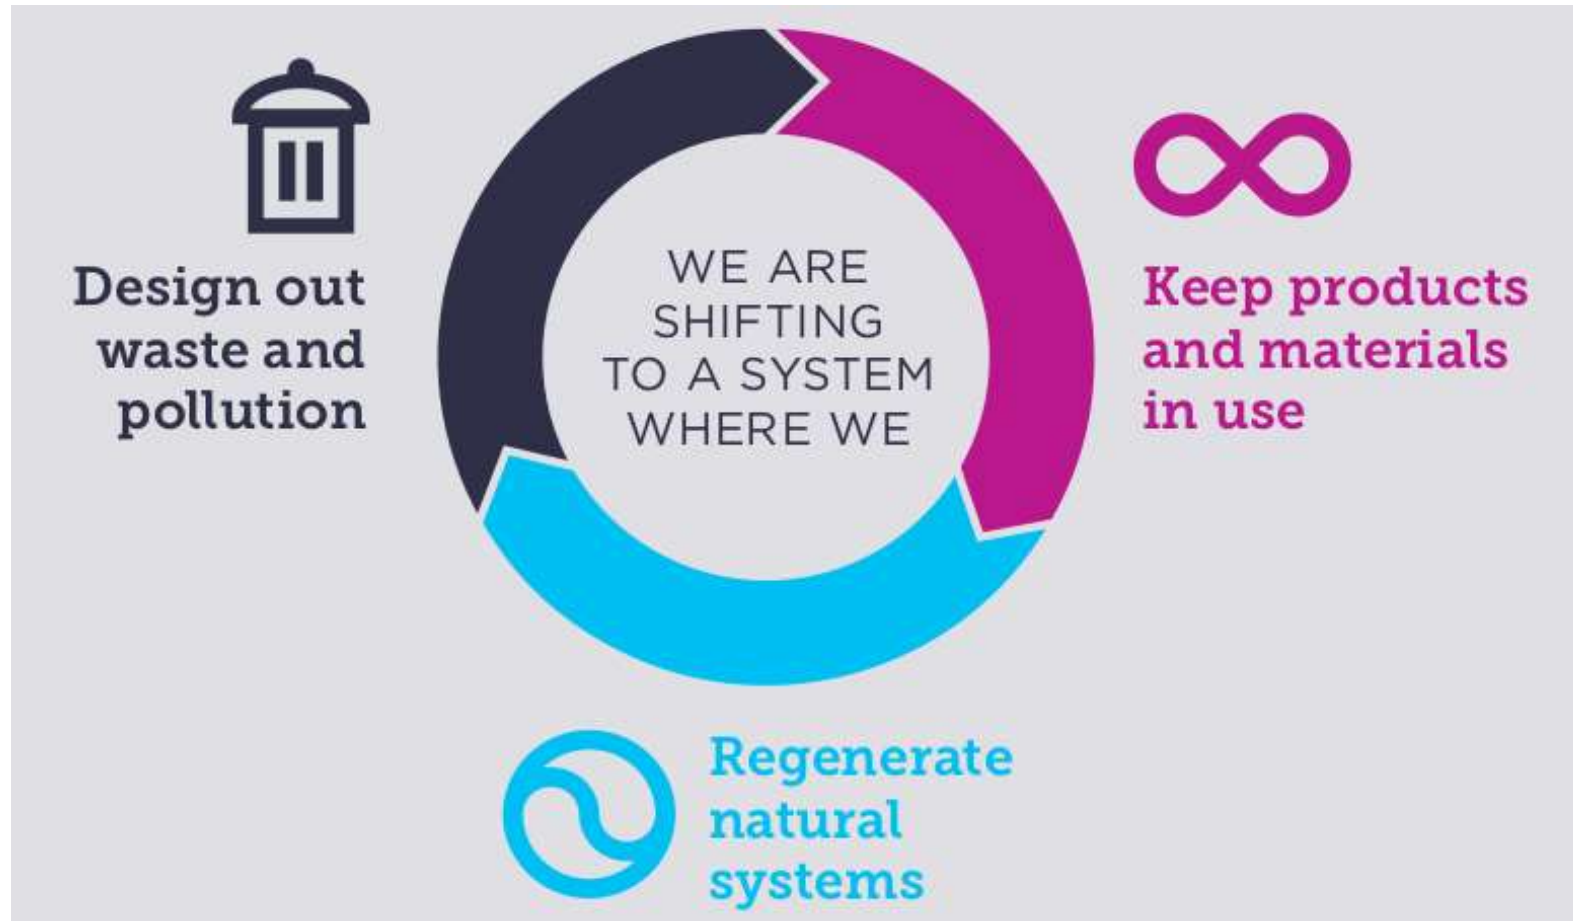 WE ARE
SHIFTING
TO A SYSTEM
WHERE WE
Design out
waste and
pollution
Keep products
and materials
in use
Regenerate
natural
systems